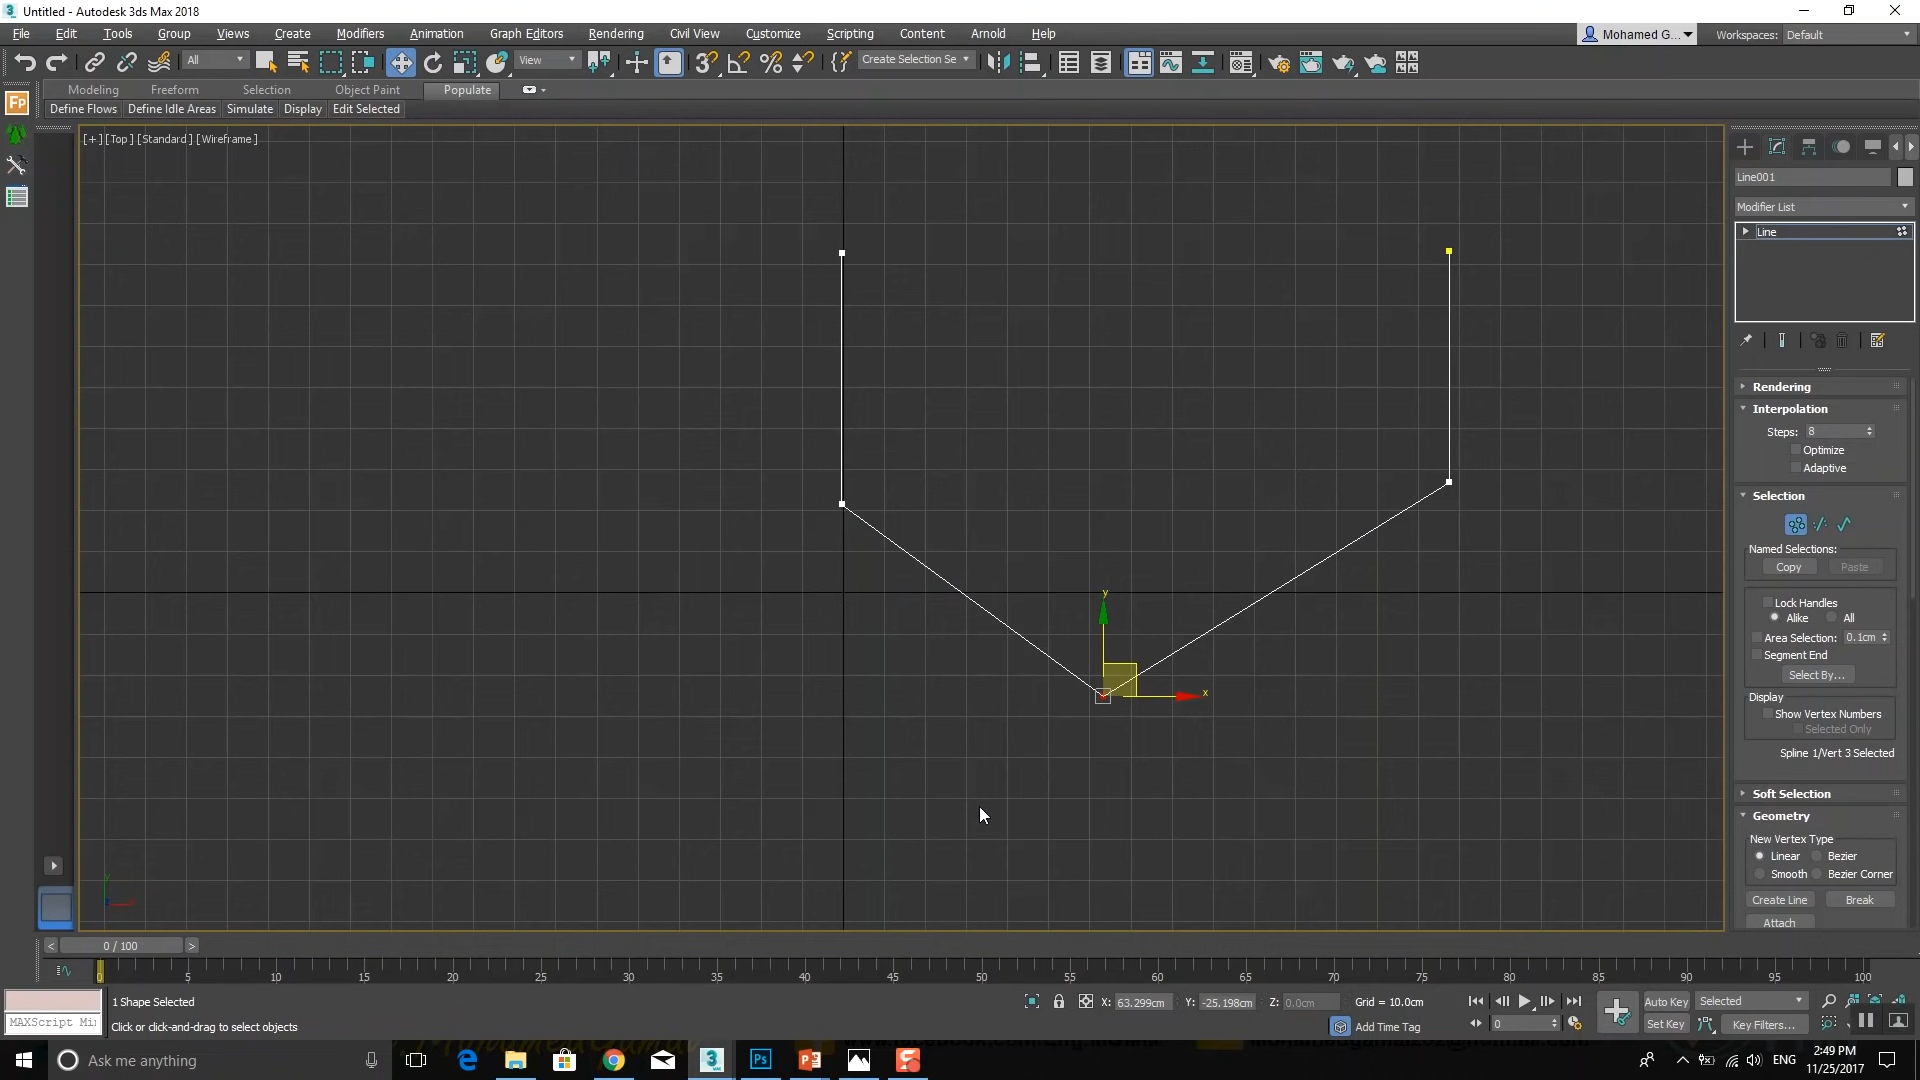 Untitled - Autodesk 3ds Max 2018
File Edit Tools Group Views Create Modifiers Animation Graph Editors Rendering Civil View Customize Scripting Content Arnold Help
Mohamed G... Workspaces: Default
All View Create Selection Se
Modeling Freeform Selection Object Paint Populate
Define Flows Define Idle Areas Simulate Display Edit Selected
[+] [Top] [Standard] [Wireframe]
Line001
Modifier List
Line
Rendering
Interpolation
Steps: 8
Optimize
Adaptive
Selection
Named Selections:
Copy Paste
Lock Handles
Alike All
Area Selection: 0.1cm
Segment End
Select By...
Display
Show Vertex Numbers
Selected Only
Spline 1/Vert 3 Selected
Soft Selection
Geometry
New Vertex Type
Linear Bezier
Smooth Bezier Corner
Create Line Break
Attach
y
x
< 0 / 100 >
0 5 10 15 20 25 30 35 40 45 50 55 60 65 70 75 80 85 90 95 100
1 Shape Selected
X: 63.299cm Y: -25.198cm Z: 0.0cm Grid = 10.0cm
Auto Key Selected
MAXScript Mi
Click or click-and-drag to select objects
Add Time Tag
0
Set Key Key Filters...
Ask me anything
ENG
2:49 PM
11/25/2017